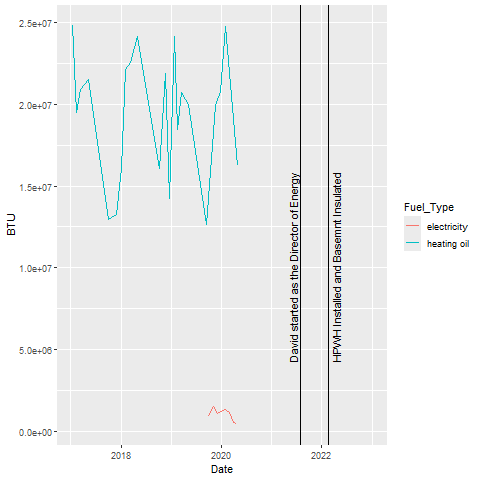 2.5e+07
2.0e+07
1.5e+07
1.0e+07
5.0e+06
0.0e+00
BTU
David started as the Director of Energy
HPWH Installed and Basemnt Insulated
2018
2020
2022
Date
Fuel_Type
electricity
heating oil